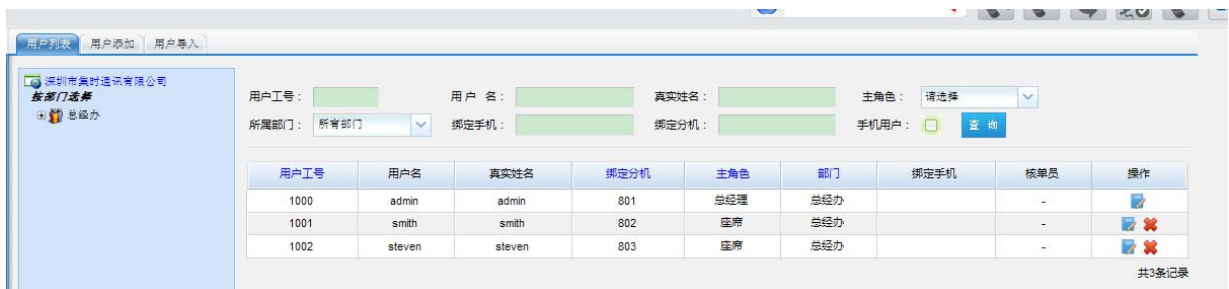 用户列表 用户添加 用户导入
深圳市集时通讯有限公司
按部门选择
总经办
用户工号： 用户 名： 真实姓名： 主角色： 请选择
所属部门： 所有部门 绑定手机： 绑定分机： 手机用户： 查 询
用户工号 用户名 真实姓名 绑定分机 主角色 部门 绑定手机 核单员 操作
1000 admin admin 801 总经理 总经办 -
1001 smith smith 802 座席 总经办 -
1002 steven steven 803 座席 总经办 -
共3条记录